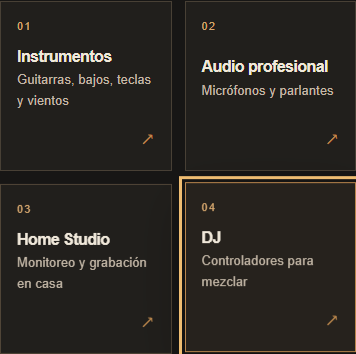 01
Instrumentos
Guitarras, bajos, teclas
y vientos
↗
02
Audio profesional
Micrófonos y parlantes
↗
03
Home Studio
Monitoreo y grabación
en casa
↗
04
DJ
Controladores para
mezclar
↗